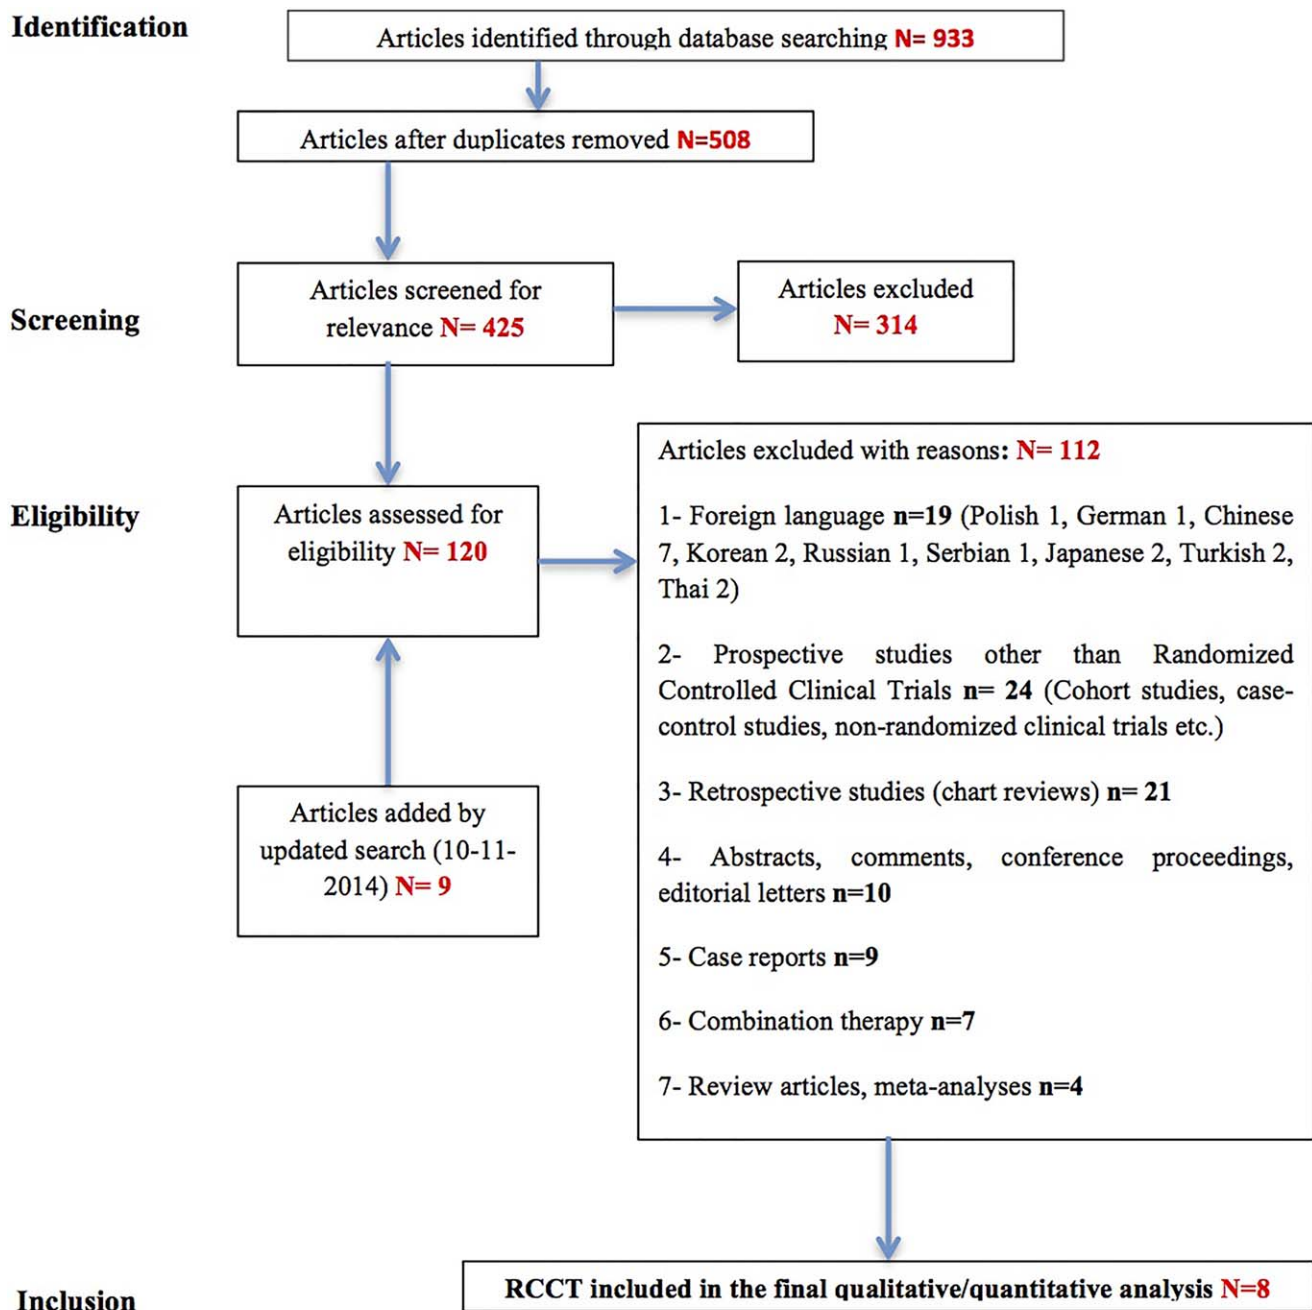 Identification
Articles identified through database searching N= 933
Articles after duplicates removed N=508
Screening
Articles screened for
relevance N= 425
Articles excluded
N= 314
Eligibility
Articles assessed for
eligibility N= 120
Articles added by
updated search (10-11-
2014) N= 9
Articles excluded with reasons: N= 112
1- Foreign language n=19 (Polish 1, German 1, Chinese
7, Korean 2, Russian 1, Serbian 1, Japanese 2, Turkish 2,
Thai 2)
2- Prospective studies other than Randomized
Controlled Clinical Trials n= 24 (Cohort studies, case-
control studies, non-randomized clinical trials etc.)
3- Retrospective studies (chart reviews) n= 21
4- Abstracts, comments, conference proceedings,
editorial letters n=10
5- Case reports n=9
6- Combination therapy n=7
7- Review articles, meta-analyses n=4
Inclusion
RCCT included in the final qualitative/quantitative analysis N=8